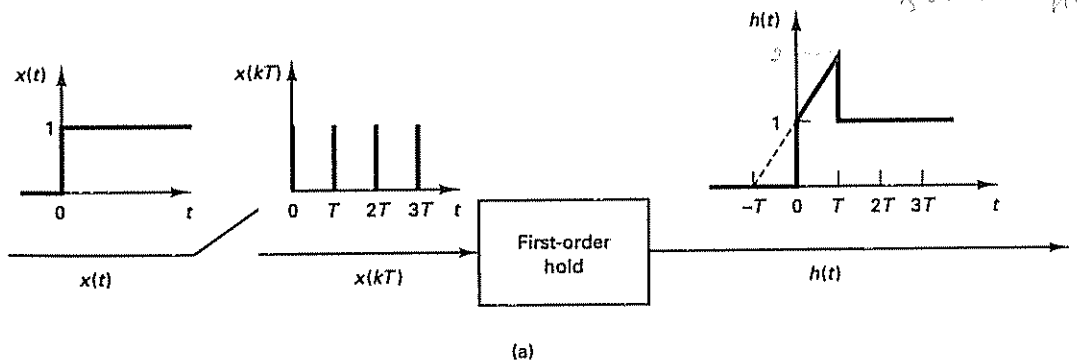 h(t)
x(t)
x(kT)
2
1
1
0 t
0 T 2T 3T t
-T 0 T 2T 3T t
First-order
hold
x(t)
x(kT)
h(t)
(a)